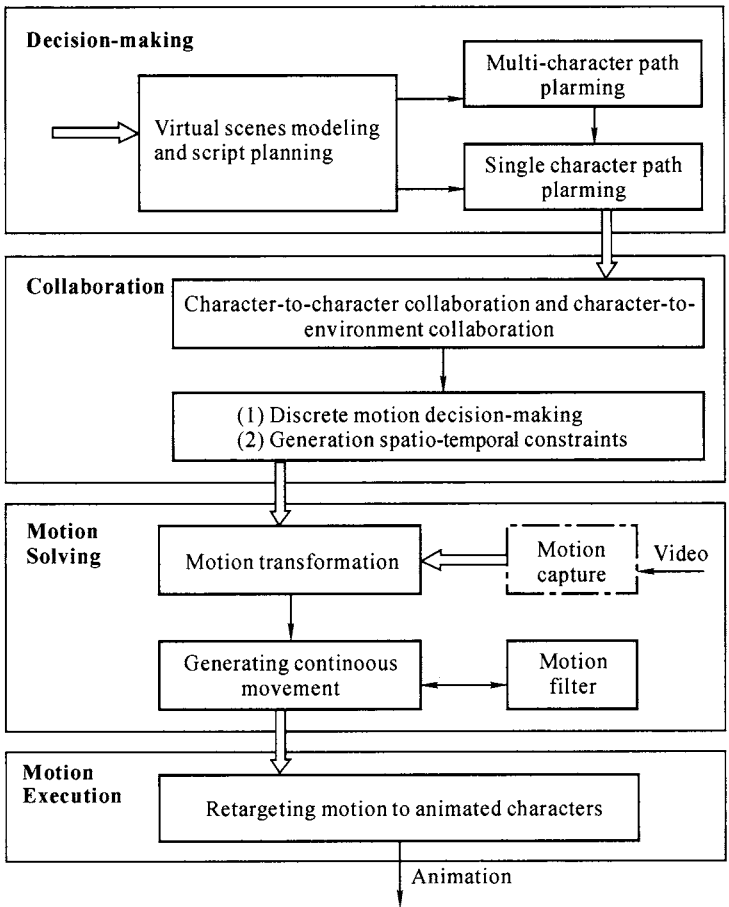 Decision-making
Multi-character path
plarming
Virtual scenes modeling
and script planning
Single character path
plarming
Collaboration
Character-to-character collaboration and character-to-
environment collaboration
(1) Discrete motion decision-making
(2) Generation spatio-temporal constraints
Motion
Solving
Motion transformation
Motion
capture
Video
Generating continoous
movement
Motion
filter
Motion
Execution
Retargeting motion to animated characters
Animation